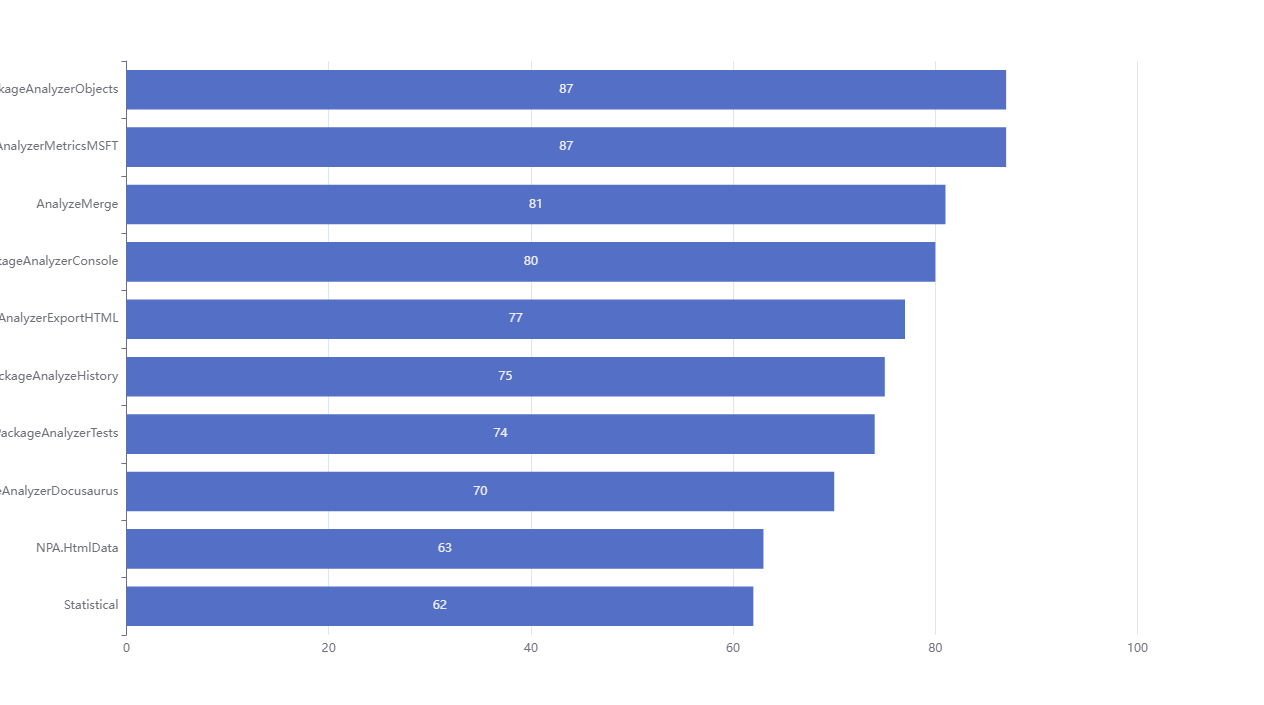 kageAnalyzerObjects 87
AnalyzerMetricsMSFT 87
AnalyzeMerge 81
kageAnalyzerConsole 80
AnalyzerExportHTML 77
ckageAnalyzeHistory 75
PackageAnalyzerTests 74
eAnalyzerDocusaurus 70
NPA.HtmlData 63
Statistical 62
0 20 40 60 80 100